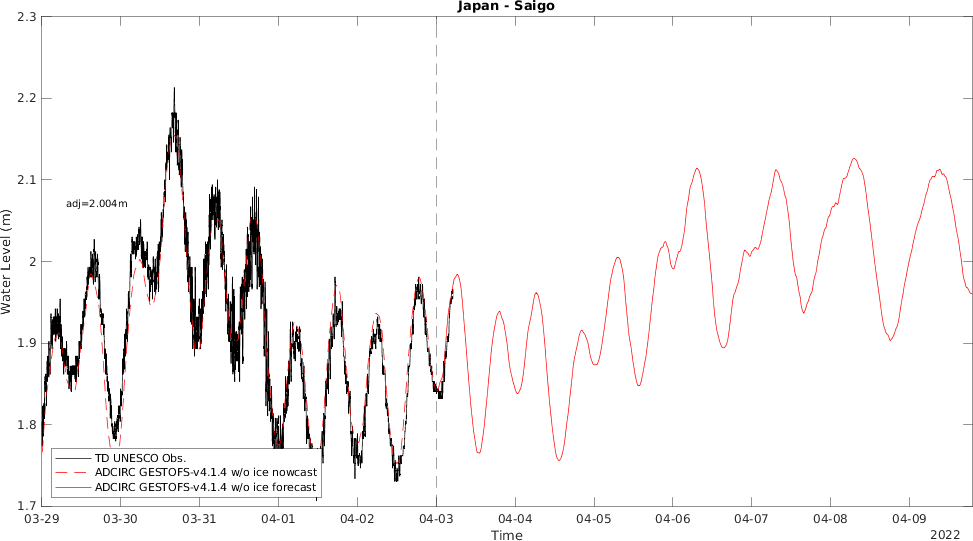 Japan - Saigo
2.3
2.2
2.1
2
1.9
1.8
1.7
Water Level (m)
adj=2.004m
TD UNESCO Obs.
ADCIRC GESTOFS-v4.1.4 w/o ice nowcast
ADCIRC GESTOFS-v4.1.4 w/o ice forecast
03-29 03-30 03-31 04-01 04-02 04-03 04-04 04-05 04-06 04-07 04-08 04-09
Time
2022